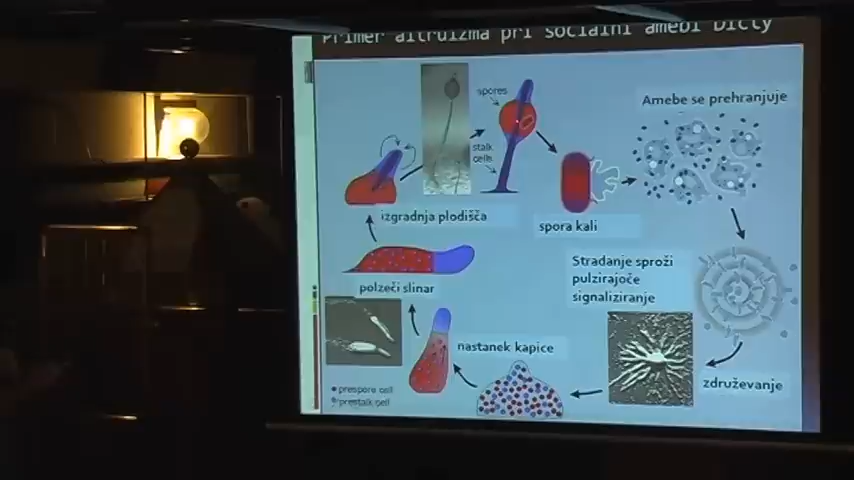 Primer altruizma pri socialni amebi Dicty
spores
stalk
cells
Amebe se prehranjuje
izgradnja plodišča
spora kali
Stradanje sproži
pulzirajoče
signaliziranje
polzeči slinar
nastanek kapice
združevanje
prespore cell
prestalk cell